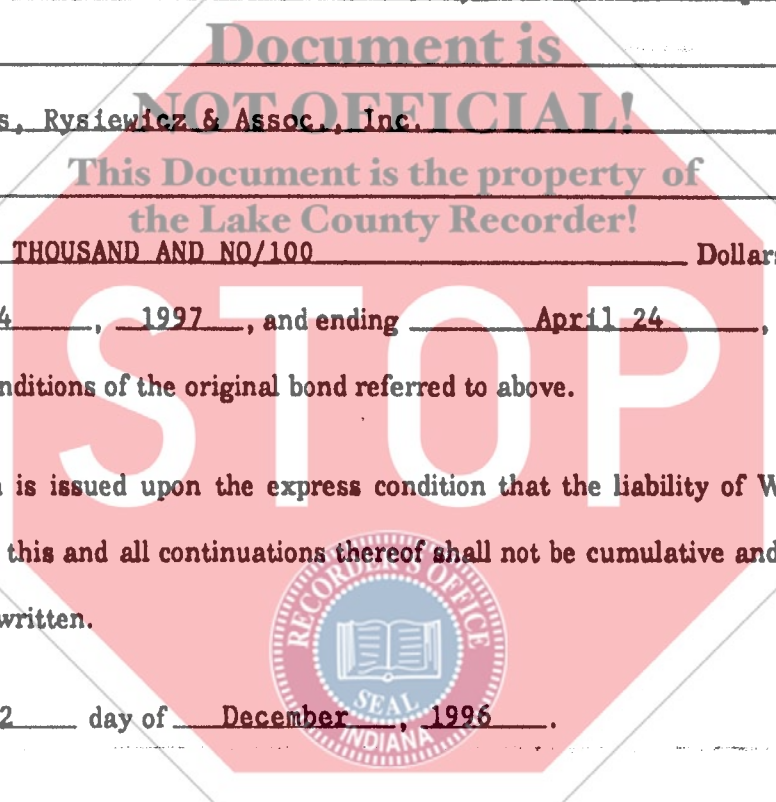 Document is
NOT OFFICIAL!
s, Rysiewicz & Assoc., Inc.
This Document is the property of
the Lake County Recorder!
THOUSAND AND NO/100 Dollars
4, 1997, and ending April 24,
nditions of the original bond referred to above.
STOP
is issued upon the express condition that the liability of W
this and all continuations thereof shall not be cumulative and
written.
RECORDER'S OFFICE
SEAL
INDIANA
2 day of December, 1996.